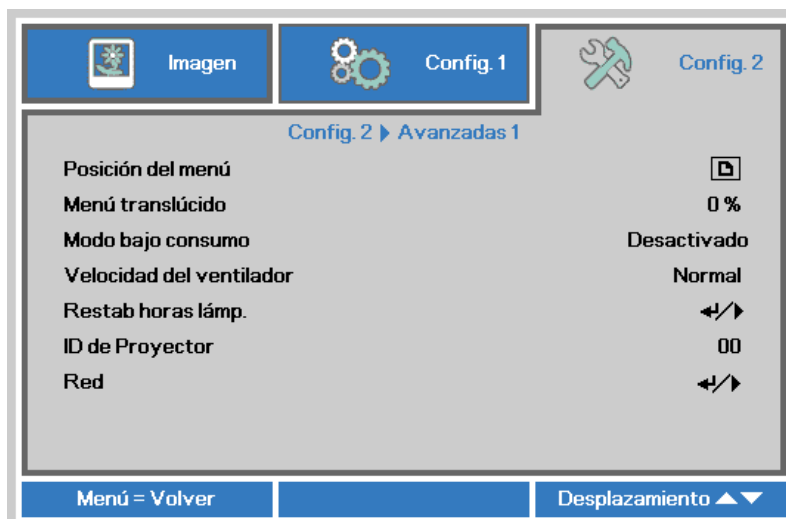 Imagen Config. 1 Config. 2
Config. 2 ▶ Avanzadas 1
Posición del menú
Menú translúcido 0 %
Modo bajo consumo Desactivado
Velocidad del ventilador Normal
Restab horas lámp. ↵/▶
ID de Proyector 00
Red ↵/▶
Menú = Volver Desplazamiento ▲▼